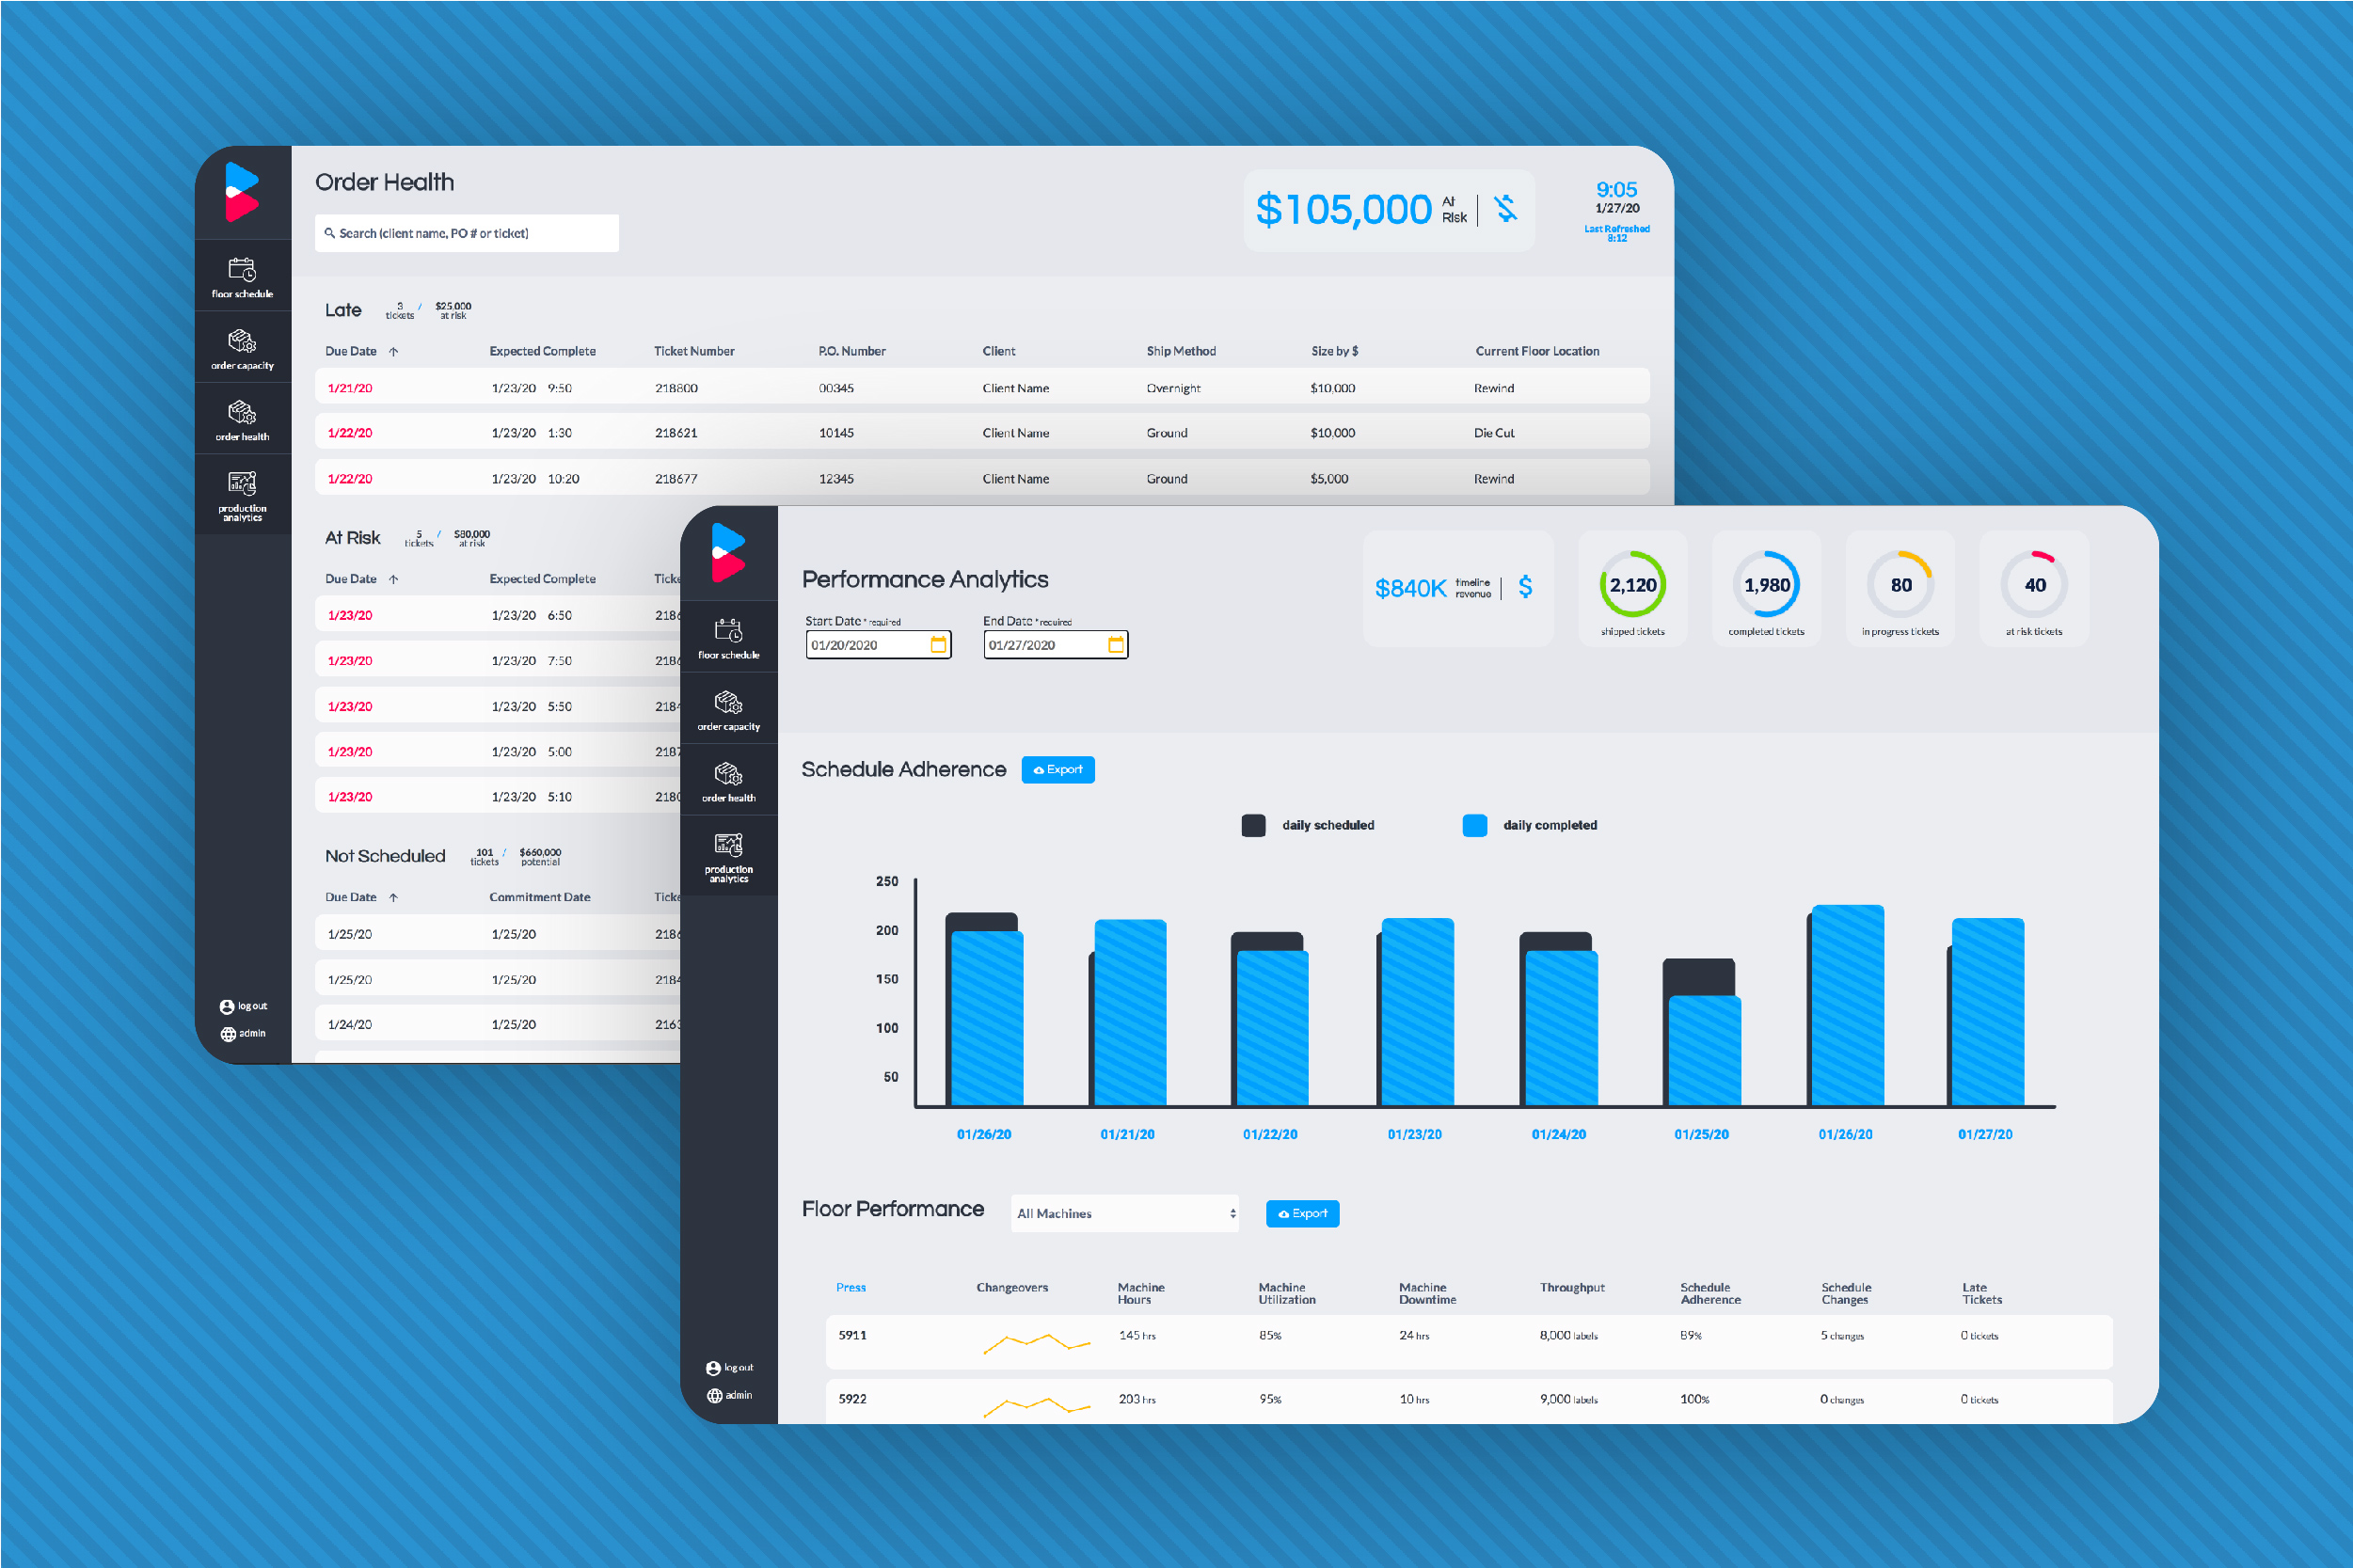 Order Health
Search (client name, PO # or ticket)
$105,000 At Risk
9:05
1/27/20
Last Refreshed
8:12
floor schedule
order capacity
order health
production
analytics
log out
admin
Late 3 tickets / $25,000 at risk
Due Date Expected Complete Ticket Number P.O. Number Client Ship Method Size by $ Current Floor Location
1/21/20 1/23/20 9:50 218800 00345 Client Name Overnight $10,000 Rewind
1/22/20 1/23/20 1:30 218621 10145 Client Name Ground $10,000 Die Cut
1/22/20 1/23/20 10:20 218677 12345 Client Name Ground $5,000 Rewind
At Risk 5 tickets / $80,000 at risk
Due Date Expected Complete Ticke
1/23/20 1/23/20 6:50
1/23/20 1/23/20 7:50
1/23/20 1/23/20 5:50 2184
1/23/20 1/23/20 5:00 2187
1/23/20 1/23/20 5:10 2180
Not Scheduled 101 tickets / $660,000 potential
Due Date Commitment Date Ticke
1/25/20 1/25/20 2186
1/25/20 1/25/20 2184
1/24/20 1/25/20 2163
floor schedule
order capacity
order health
production
analytics
log out
admin
Performance Analytics
Start Date * required End Date * required
01/20/2020 01/27/2020
$840K timeline revenue $
2,120 shipped tickets
1,980 completed tickets
80 in progress tickets
40 at risk tickets
Schedule Adherence Export
daily scheduled daily completed
250
200
150
100
50
01/26/20 01/21/20 01/22/20 01/23/20 01/24/20 01/25/20 01/26/20 01/27/20
Floor Performance All Machines Export
Press Changeovers Machine Hours Machine Utilization Machine Downtime Throughput Schedule Adherence Schedule Changes Late Tickets
5911 145 hrs 85% 24 hrs 8,000 labels 89% 5 changes 0 tickets
5922 203 hrs 95% 10 hrs 9,000 labels 100% 0 changes 0 tickets